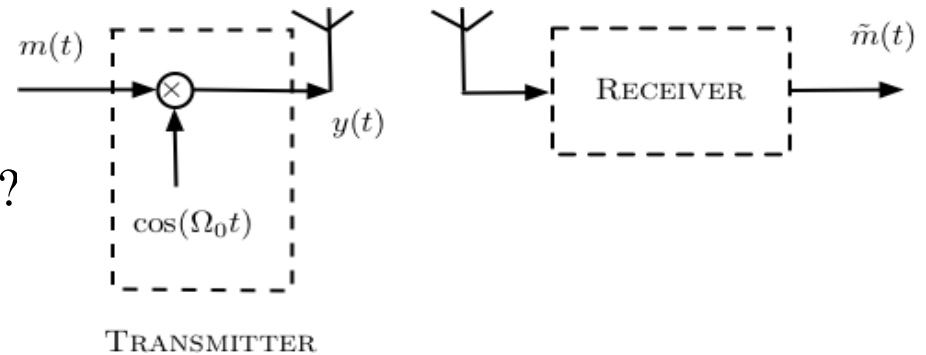 m(t)
×
y(t)
cos(Ω₀t)
TRANSMITTER
RECEIVER
m̃(t)
?